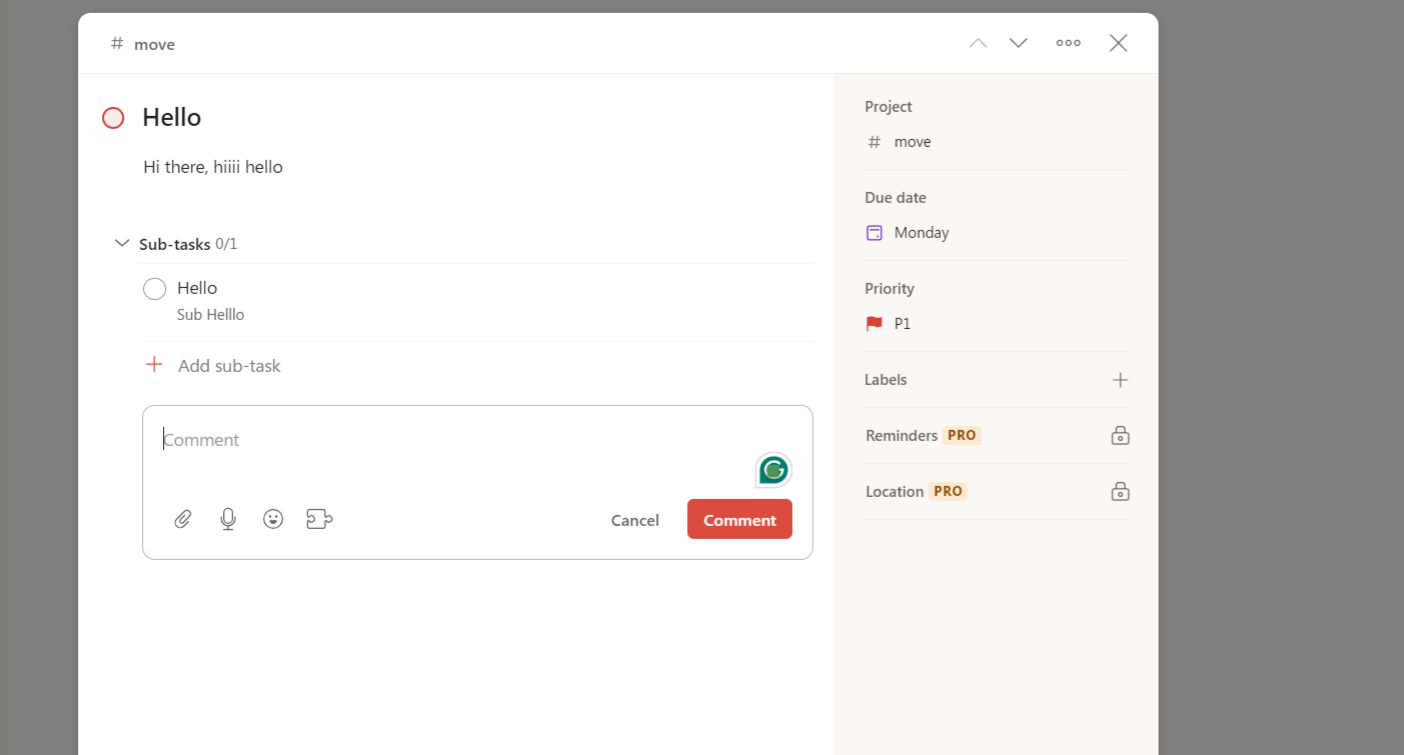 # move
Hello
Hi there, hiiii hello
Sub-tasks 0/1
Hello
Sub Helllo
Add sub-task
Comment
Cancel
Comment
Project
# move
Due date
Monday
Priority
P1
Labels
Reminders PRO
Location PRO